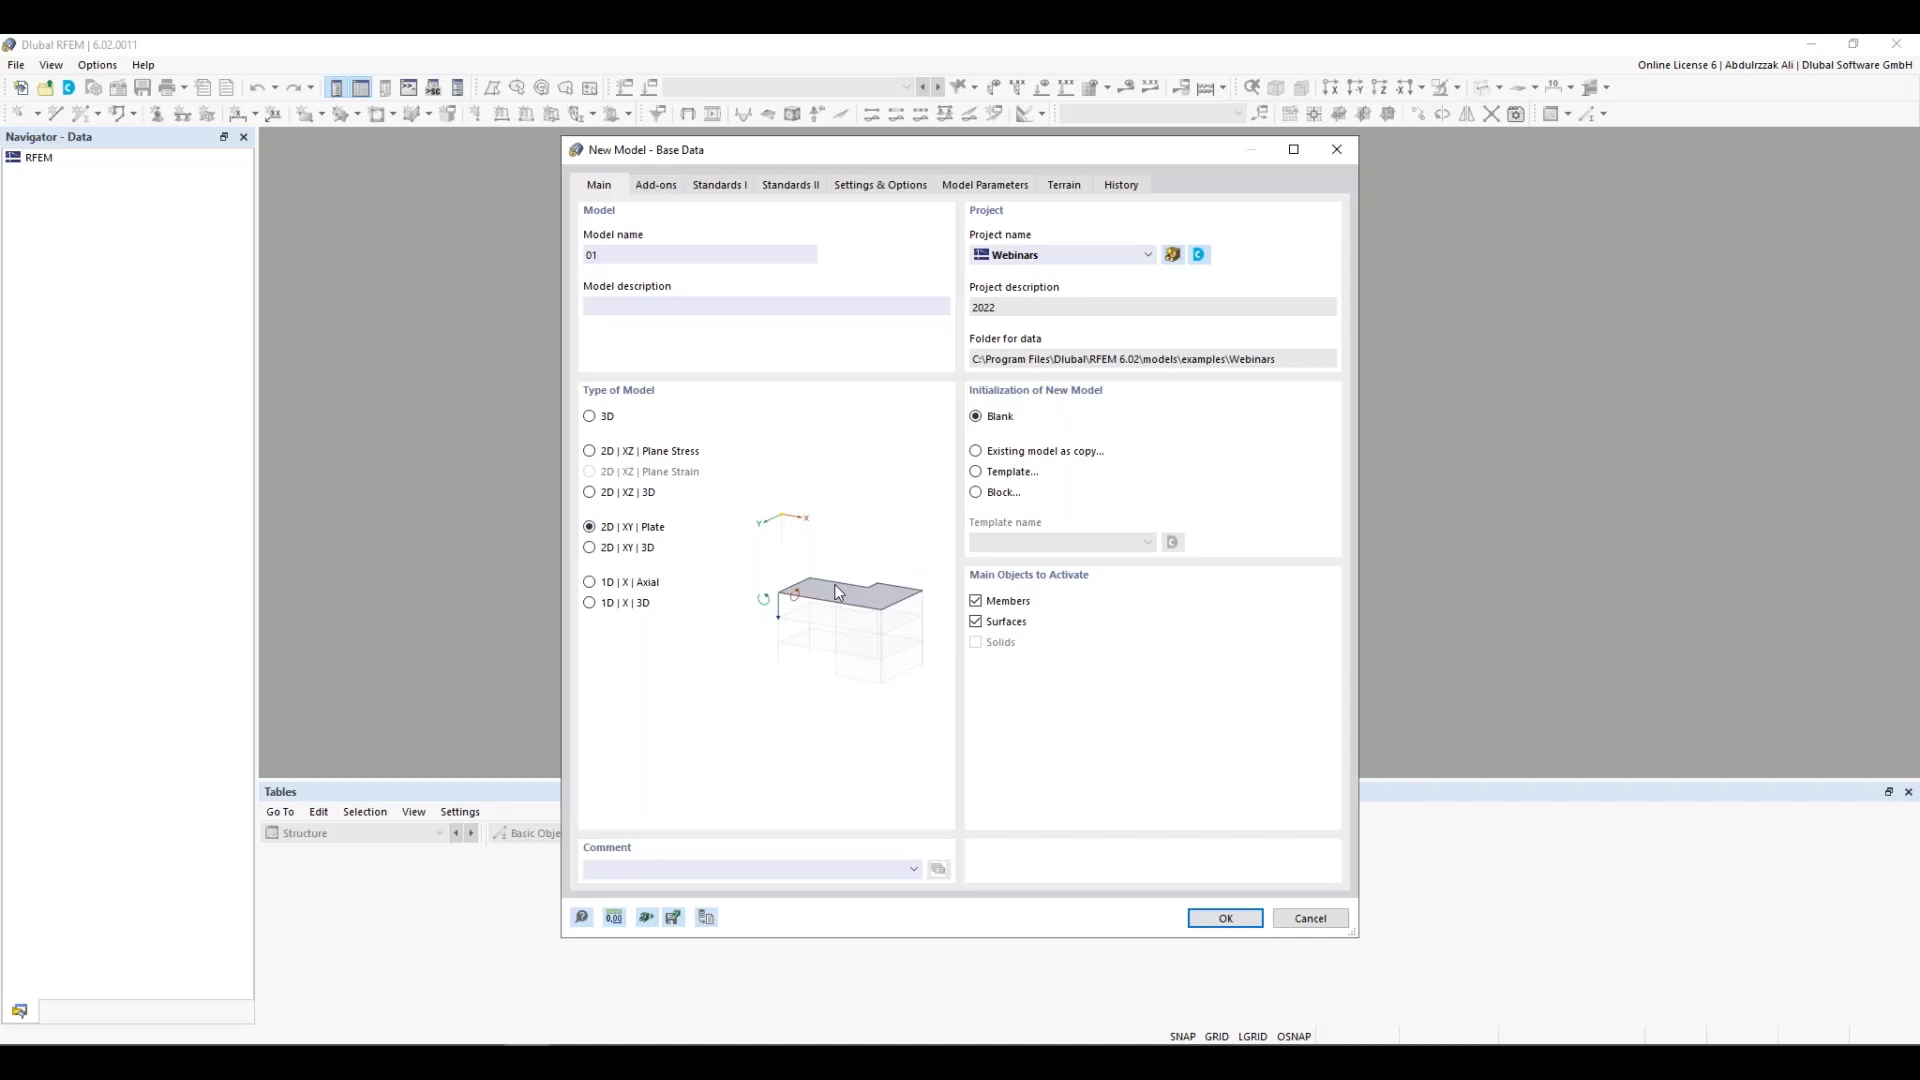 Dlubal RFEM | 6.02.0011
File View Options Help
Online License 6 | Abdulrzzak Ali | Dlubal Software GmbH
Navigator - Data
RFEM
New Model - Base Data
Main Add-ons Standards I Standards II Settings & Options Model Parameters Terrain History
Model
Model name
01
Model description
Project
Project name
Webinars
Project description
2022
Folder for data
C:\Program Files\Dlubal\RFEM 6.02\models\examples\Webinars
Type of Model
3D
2D | XZ | Plane Stress
2D | XZ | Plane Strain
2D | XZ | 3D
2D | XY | Plate
2D | XY | 3D
1D | X | Axial
1D | X | 3D
Y X
Initialization of New Model
Blank
Existing model as copy...
Template...
Block...
Template name
Main Objects to Activate
Members
Surfaces
Solids
Comment
OK Cancel
Tables
Go To Edit Selection View Settings
Structure Basic Obje
SNAP GRID LGRID OSNAP